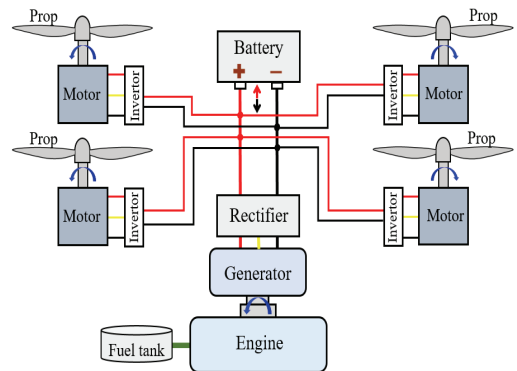 Prop
Battery
+ −
Prop
Motor
Invertor
Invertor
Motor
Prop
Prop
Motor
Invertor
Rectifier
Invertor
Motor
Generator
Engine
Fuel tank